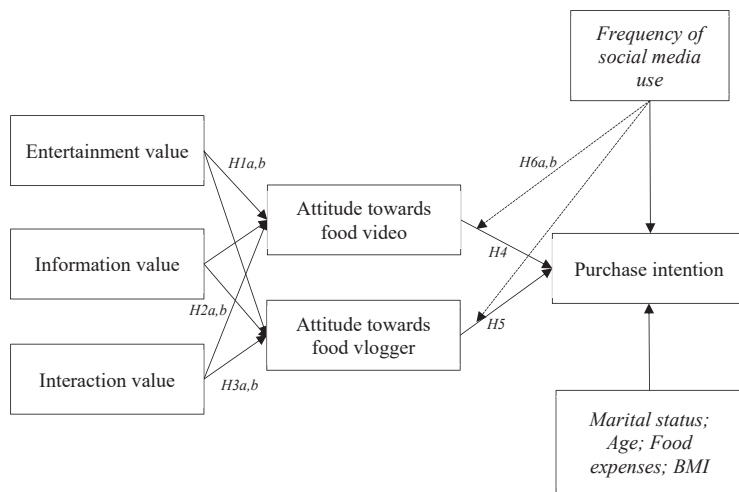 Frequency of
social media
use
Entertainment value
H1a,b
H6a,b
Attitude towards
food video
Information value
H4
Purchase intention
H2a,b
Attitude towards
food vlogger
H5
Interaction value
H3a,b
Marital status;
Age; Food
expenses; BMI